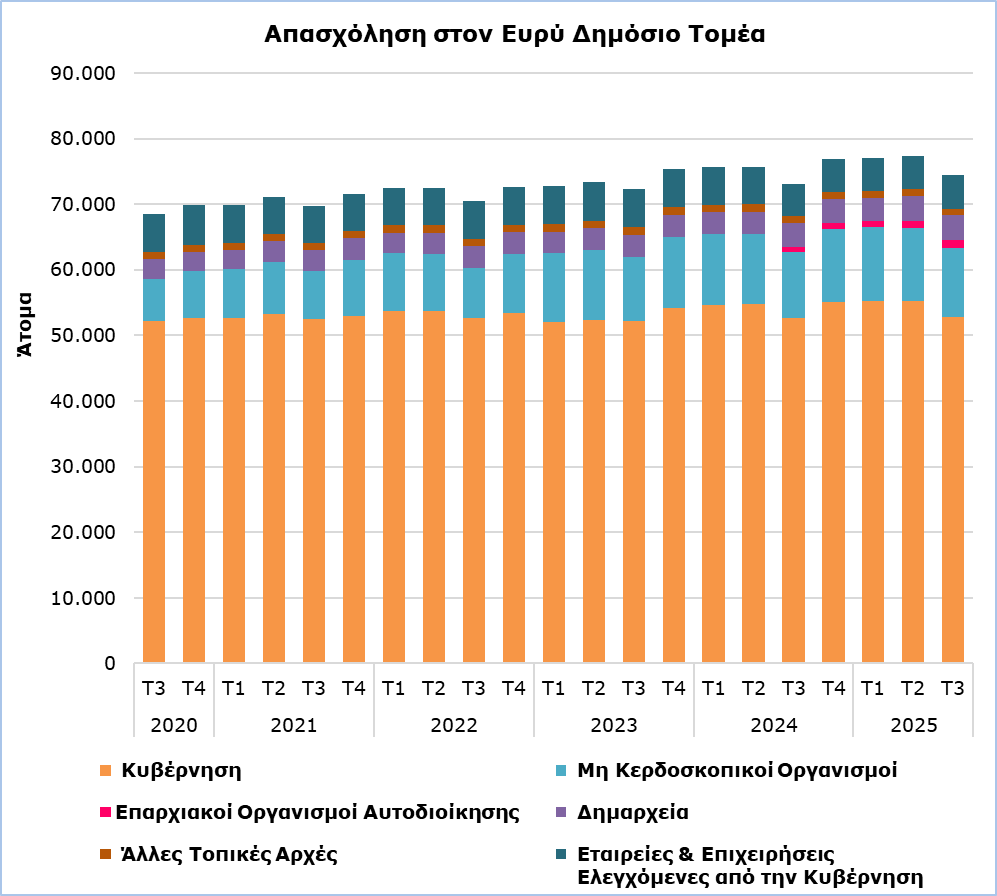 Απασχόληση στον Ευρύ Δημόσιο Τομέα
90.000
80.000
70.000
60.000
50.000
40.000
30.000
20.000
10.000
0
Άτομα
Τ3 Τ4 Τ1 Τ2 Τ3 Τ4 Τ1 Τ2 Τ3 Τ4 Τ1 Τ2 Τ3 Τ4 Τ1 Τ2 Τ3 Τ4 Τ1 Τ2 Τ3
2020 2021 2022 2023 2024 2025
Κυβέρνηση
Μη Κερδοσκοπικοί Οργανισμοί
Επαρχιακοί Οργανισμοί Αυτοδιοίκησης
Δημαρχεία
Άλλες Τοπικές Αρχές
Εταιρείες & Επιχειρήσεις
Ελεγχόμενες από την Κυβέρνηση